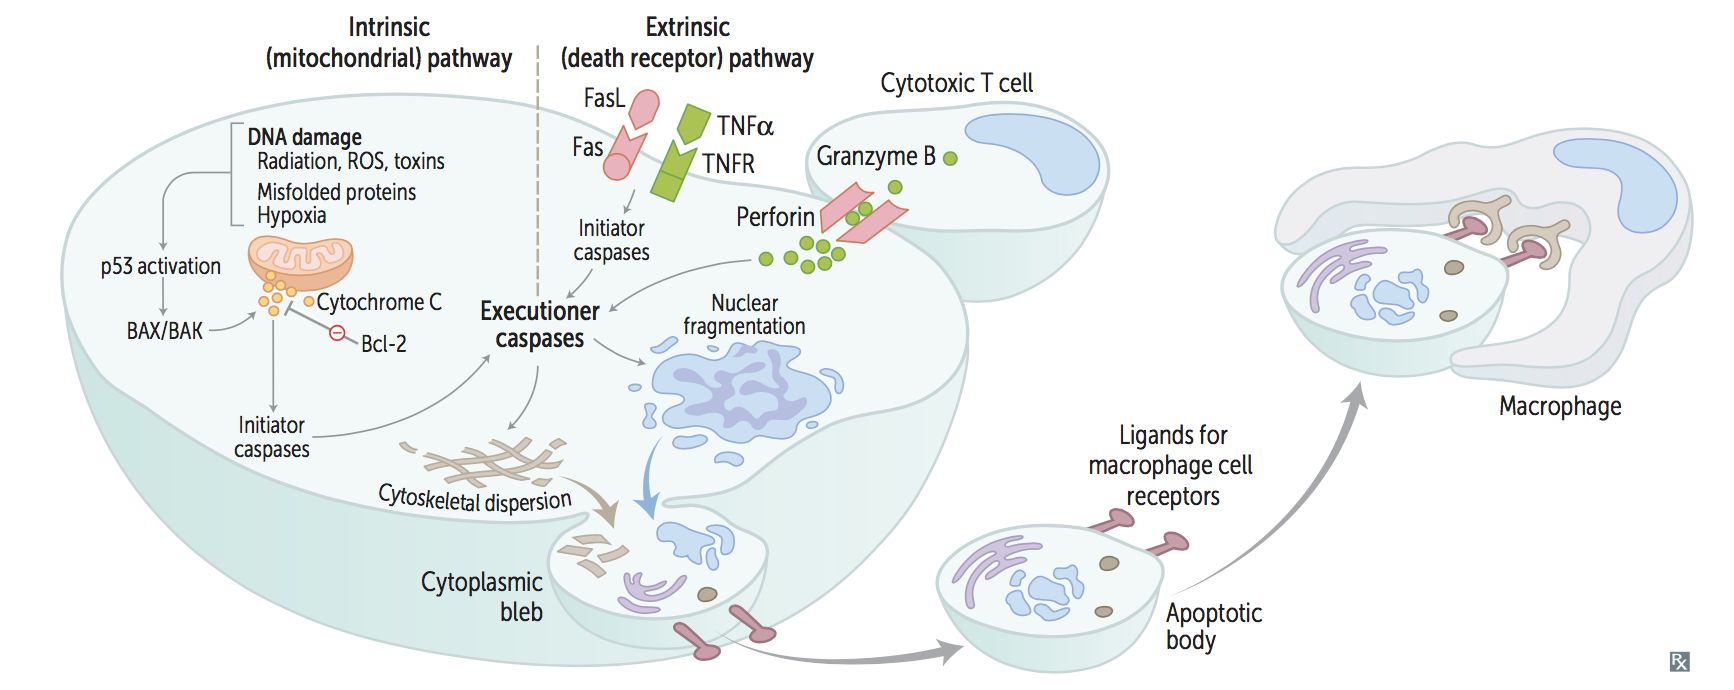 Intrinsic
(mitochondrial) pathway
Extrinsic
(death receptor) pathway
Cytotoxic T cell
FasL
TNFα
Fas
TNFR
Granzyme B
Perforin
DNA damage
Radiation, ROS, toxins
Misfolded proteins
Hypoxia
p53 activation
BAX/BAK
Cytochrome C
Bcl-2
Initiator
caspases
Initiator
caspases
Executioner
caspases
Nuclear
fragmentation
Cytoskeletal dispersion
Cytoplasmic
bleb
Ligands for
macrophage cell
receptors
Apoptotic
body
Macrophage
Rx